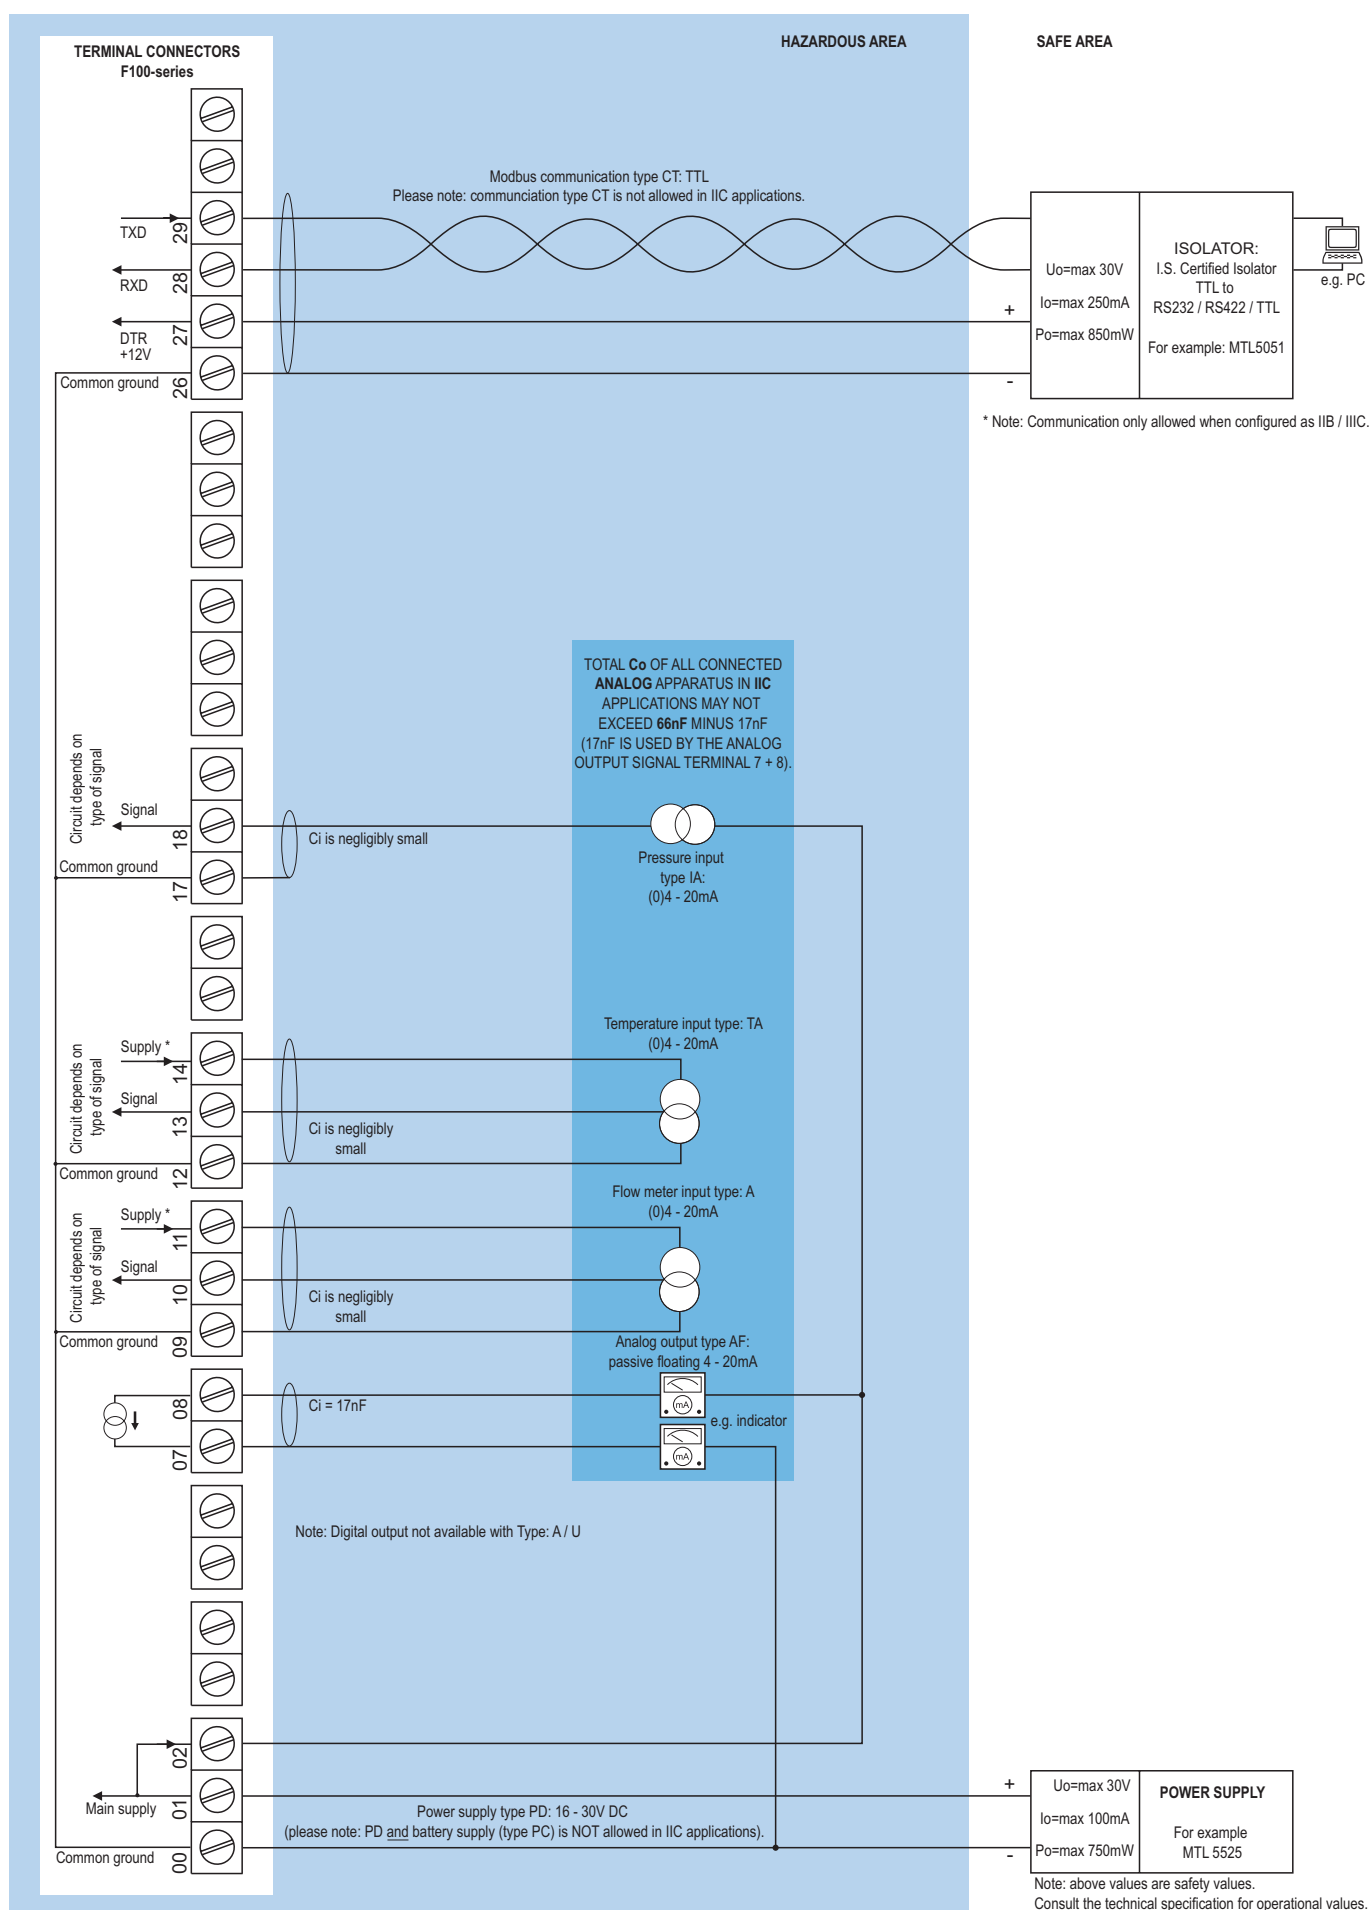 HAZARDOUS AREA
SAFE AREA
TERMINAL CONNECTORS
F100-series
Modbus communication type CT: TTL
Please note: communciation type CT is not allowed in IIC applications.
TXD
29
RXD
28
DTR
+12V
27
Common ground
26
+
-
Uo=max 30V
Io=max 250mA
Po=max 850mW
ISOLATOR:
I.S. Certified Isolator
TTL to
RS232 / RS422 / TTL
For example: MTL5051
e.g. PC
* Note: Communication only allowed when configured as IIB / IIIC.
TOTAL Co OF ALL CONNECTED
ANALOG APPARATUS IN IIC
APPLICATIONS MAY NOT
EXCEED 66nF MINUS 17nF
(17nF IS USED BY THE ANALOG
OUTPUT SIGNAL TERMINAL 7 + 8).
Circuit depends on
type of signal
Signal
18
Ci is negligibly small
Common ground
17
Pressure input
type IA:
(0)4 - 20mA
Temperature input type: TA
(0)4 - 20mA
Circuit depends on
type of signal
Supply *
14
Signal
13
Ci is negligibly
small
Common ground
12
Flow meter input type: A
(0)4 - 20mA
Circuit depends on
type of signal
Supply *
11
Signal
10
Ci is negligibly
small
Common ground
09
Analog output type AF:
passive floating 4 - 20mA
08
Ci = 17nF
mA
e.g. indicator
07
mA
Note: Digital output not available with Type: A / U
02
Main supply
01
Power supply type PD: 16 - 30V DC
(please note: PD and battery supply (type PC) is NOT allowed in IIC applications).
Common ground
00
+
-
Uo=max 30V
Io=max 100mA
Po=max 750mW
POWER SUPPLY
For example
MTL 5525
Note: above values are safety values.
Consult the technical specification for operational values.